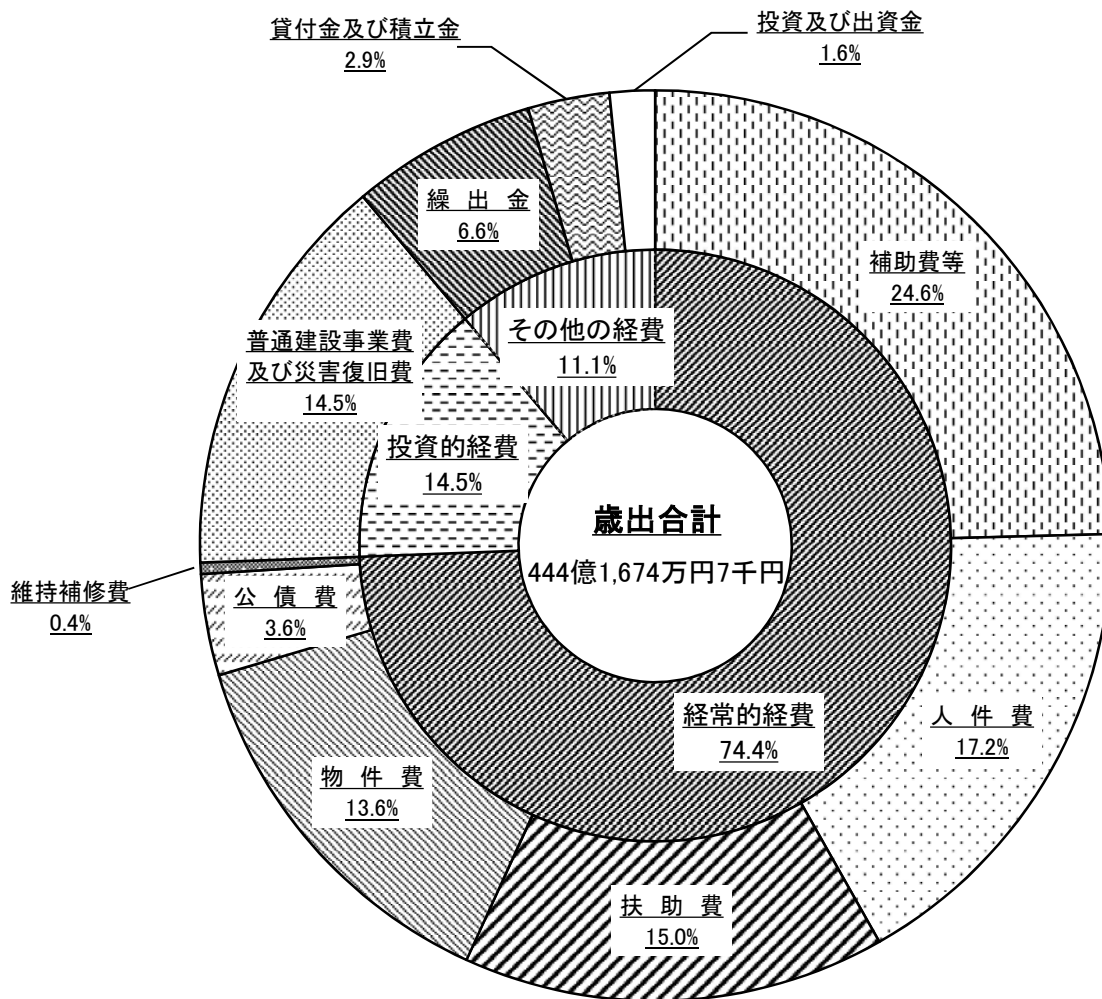 貸付金及び積立金
2.9%
投資及び出資金
1.6%
繰 出 金
6.6%
補助費等
24.6%
その他の経費
11.1%
普通建設事業費
及び災害復旧費
14.5%
投資的経費
14.5%
歳出合計
444億1,674万円7千円
維持補修費
0.4%
公 債 費
3.6%
経常的経費
74.4%
人 件 費
17.2%
物 件 費
13.6%
扶 助 費
15.0%